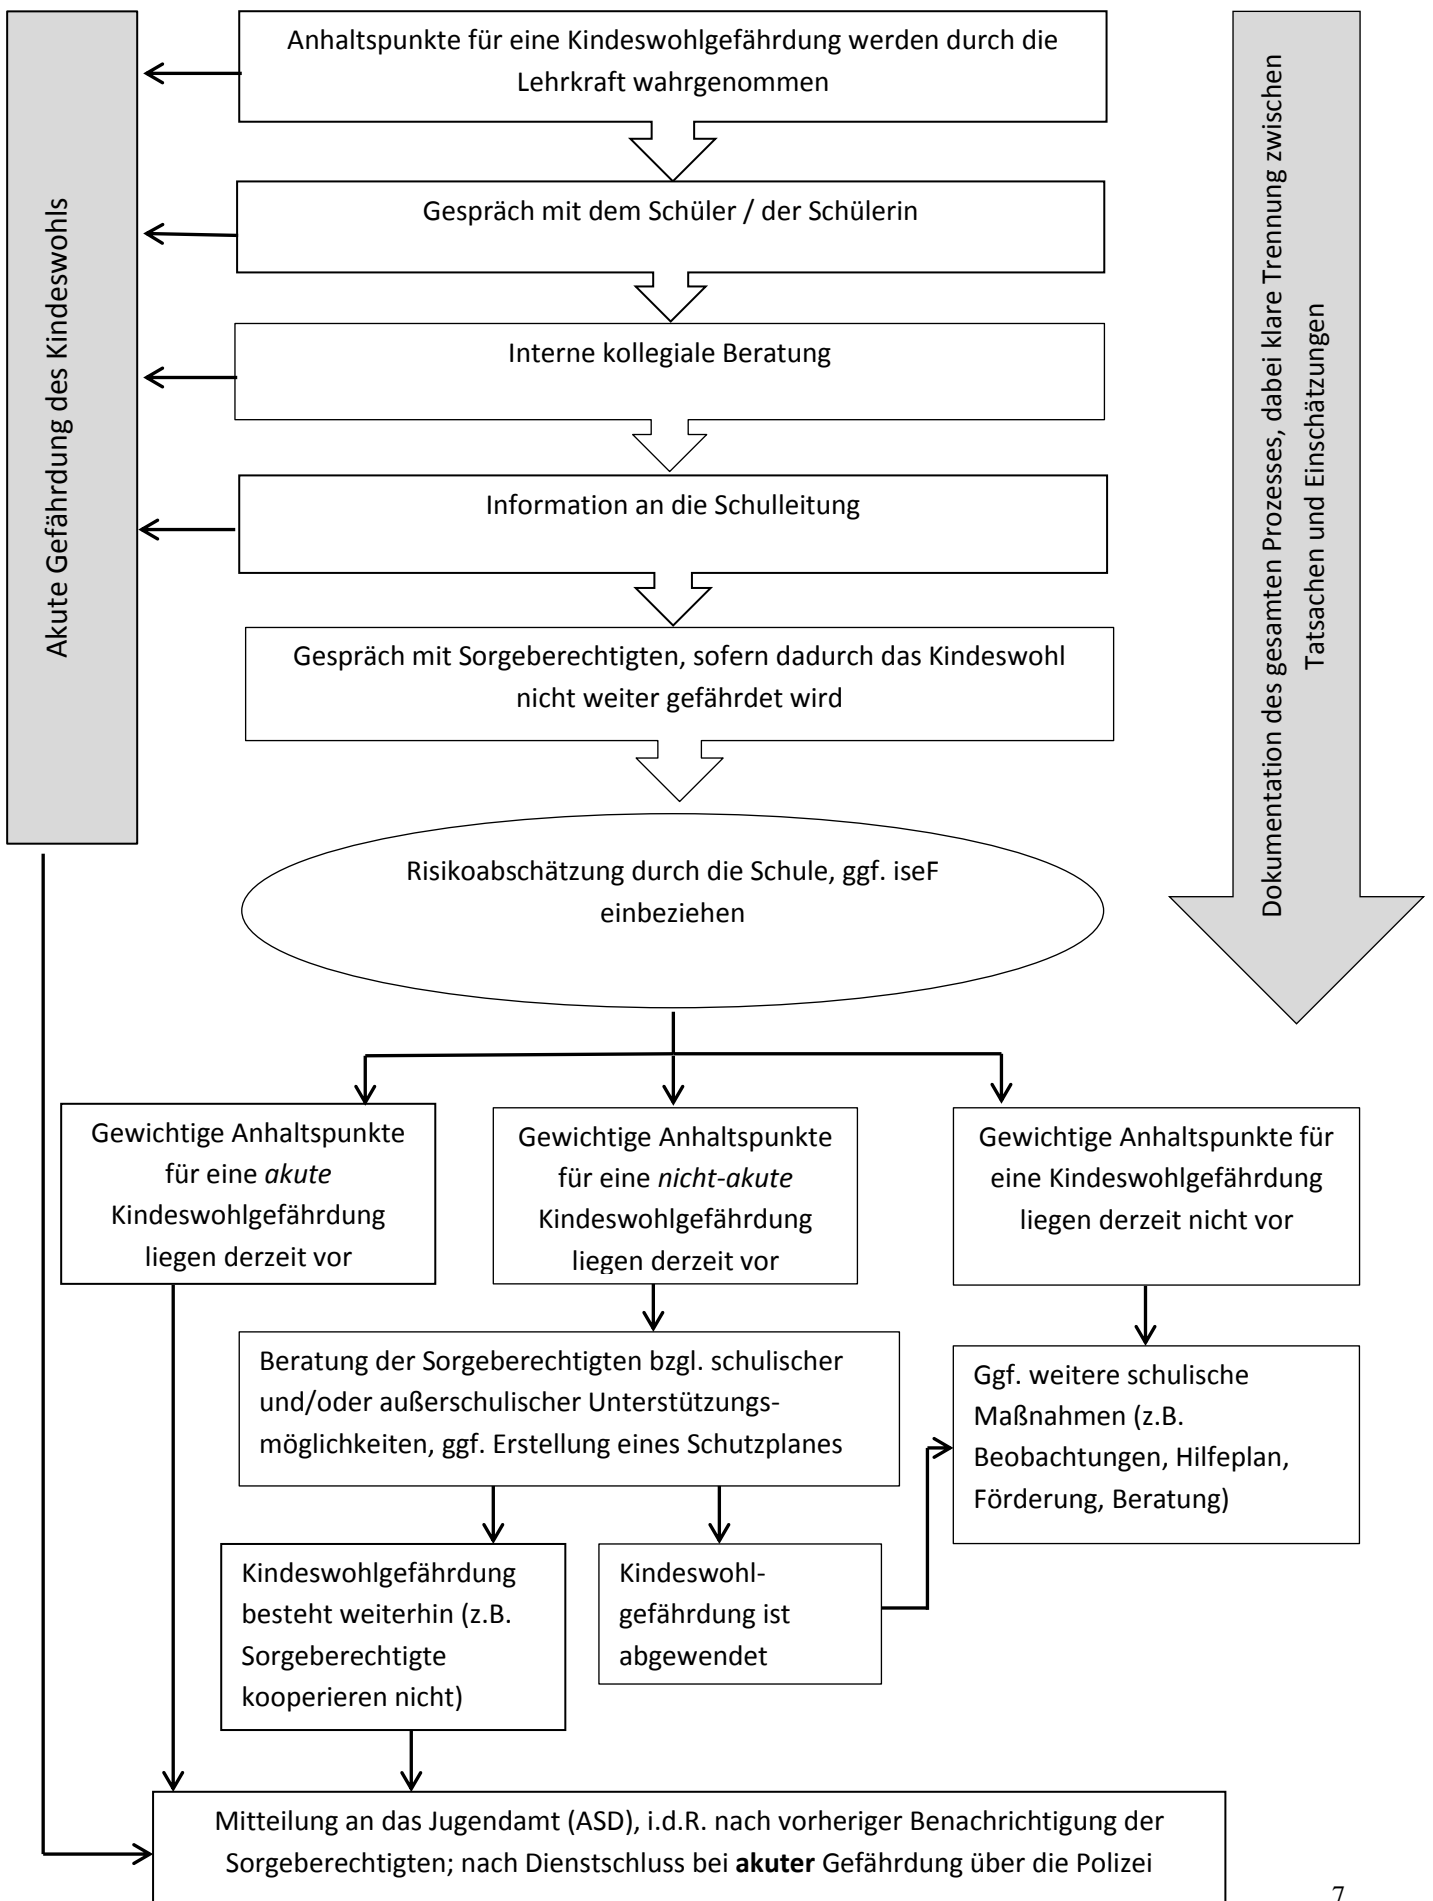 Anhaltspunkte für eine Kindeswohlgefährdung werden durch die
Lehrkraft wahrgenommen
Akute Gefährdung des Kindeswohls
Dokumentation des gesamten Prozesses, dabei klare Trennung zwischen
Tatsachen und Einschätzungen
Gespräch mit dem Schüler / der Schülerin
Interne kollegiale Beratung
Information an die Schulleitung
Gespräch mit Sorgeberechtigten, sofern dadurch das Kindeswohl
nicht weiter gefährdet wird
Risikoabschätzung durch die Schule, ggf. iseF
einbeziehen
Gewichtige Anhaltspunkte
für eine akute
Kindeswohlgefährdung
liegen derzeit vor
Gewichtige Anhaltspunkte
für eine nicht-akute
Kindeswohlgefährdung
liegen derzeit vor
Gewichtige Anhaltspunkte für
eine Kindeswohlgefährdung
liegen derzeit nicht vor
Beratung der Sorgeberechtigten bzgl. schulischer
und/oder außerschulischer Unterstützungs-
möglichkeiten, ggf. Erstellung eines Schutzplanes
Ggf. weitere schulische
Maßnahmen (z.B.
Beobachtungen, Hilfeplan,
Förderung, Beratung)
Kindeswohlgefährdung
besteht weiterhin (z.B.
Sorgeberechtigte
kooperieren nicht)
Kindeswohl-
gefährdung ist
abgewendet
Mitteilung an das Jugendamt (ASD), i.d.R. nach vorheriger Benachrichtigung der
Sorgeberechtigten; nach Dienstschluss bei akuter Gefährdung über die Polizei
7